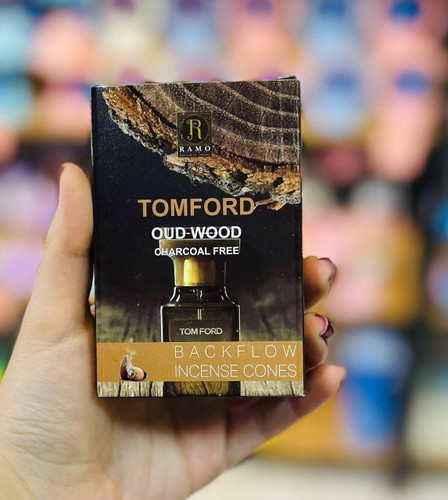 RAMO
TOMFORD
OUD WOOD
CHARCOAL FREE
TOM FORD
BACKFLOW
INCENSE CONES